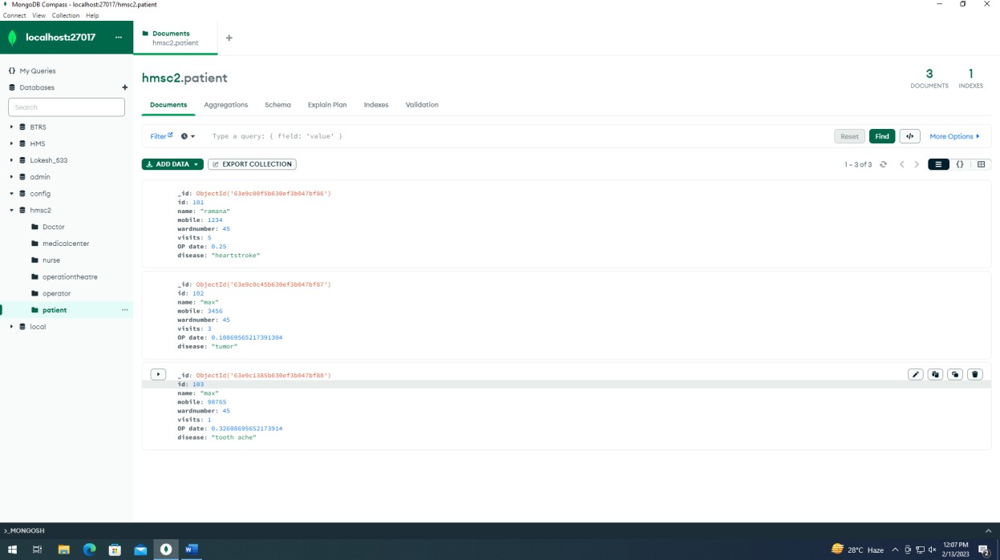 MongoDB Compass - localhost:27017/hmsc2.patient
Connect View Collection Help
localhost:27017 ...
Documents
hmsc2.patient
+
{} My Queries
Databases +
Search
BTRS
HMS
Lokesh_533
admin
config
hmsc2
Doctor
medicalcenter
nurse
operationtheatre
operator
patient ...
local
hmsc2.patient
3
DOCUMENTS
1
INDEXES
Documents Aggregations Schema Explain Plan Indexes Validation
Filter Type a query: { field: 'value' } Reset Find </> More Options
ADD DATA EXPORT COLLECTION 1 - 3 of 3 {}
_id: ObjectId('63e9c00f5b630ef3b047bf86')
id: 101
name: "ramana"
mobile: 1234
wardnumber: 45
visits: 5
OP date: 0.25
disease: "heartstroke"
_id: ObjectId('63e9c0c45b630ef3b047bf87')
id: 102
name: "max"
mobile: 3456
wardnumber: 45
visits: 3
OP date: 0.10869565217391304
disease: "tumor"
_id: ObjectId('63e9c1385b630ef3b047bf88')
id: 103
name: "max"
mobile: 98765
wardnumber: 45
visits: 1
OP date: 0.32608695652173914
disease: "tooth ache"
>_MONGOSH
28°C Haze
12:07 PM
2/13/2023
2